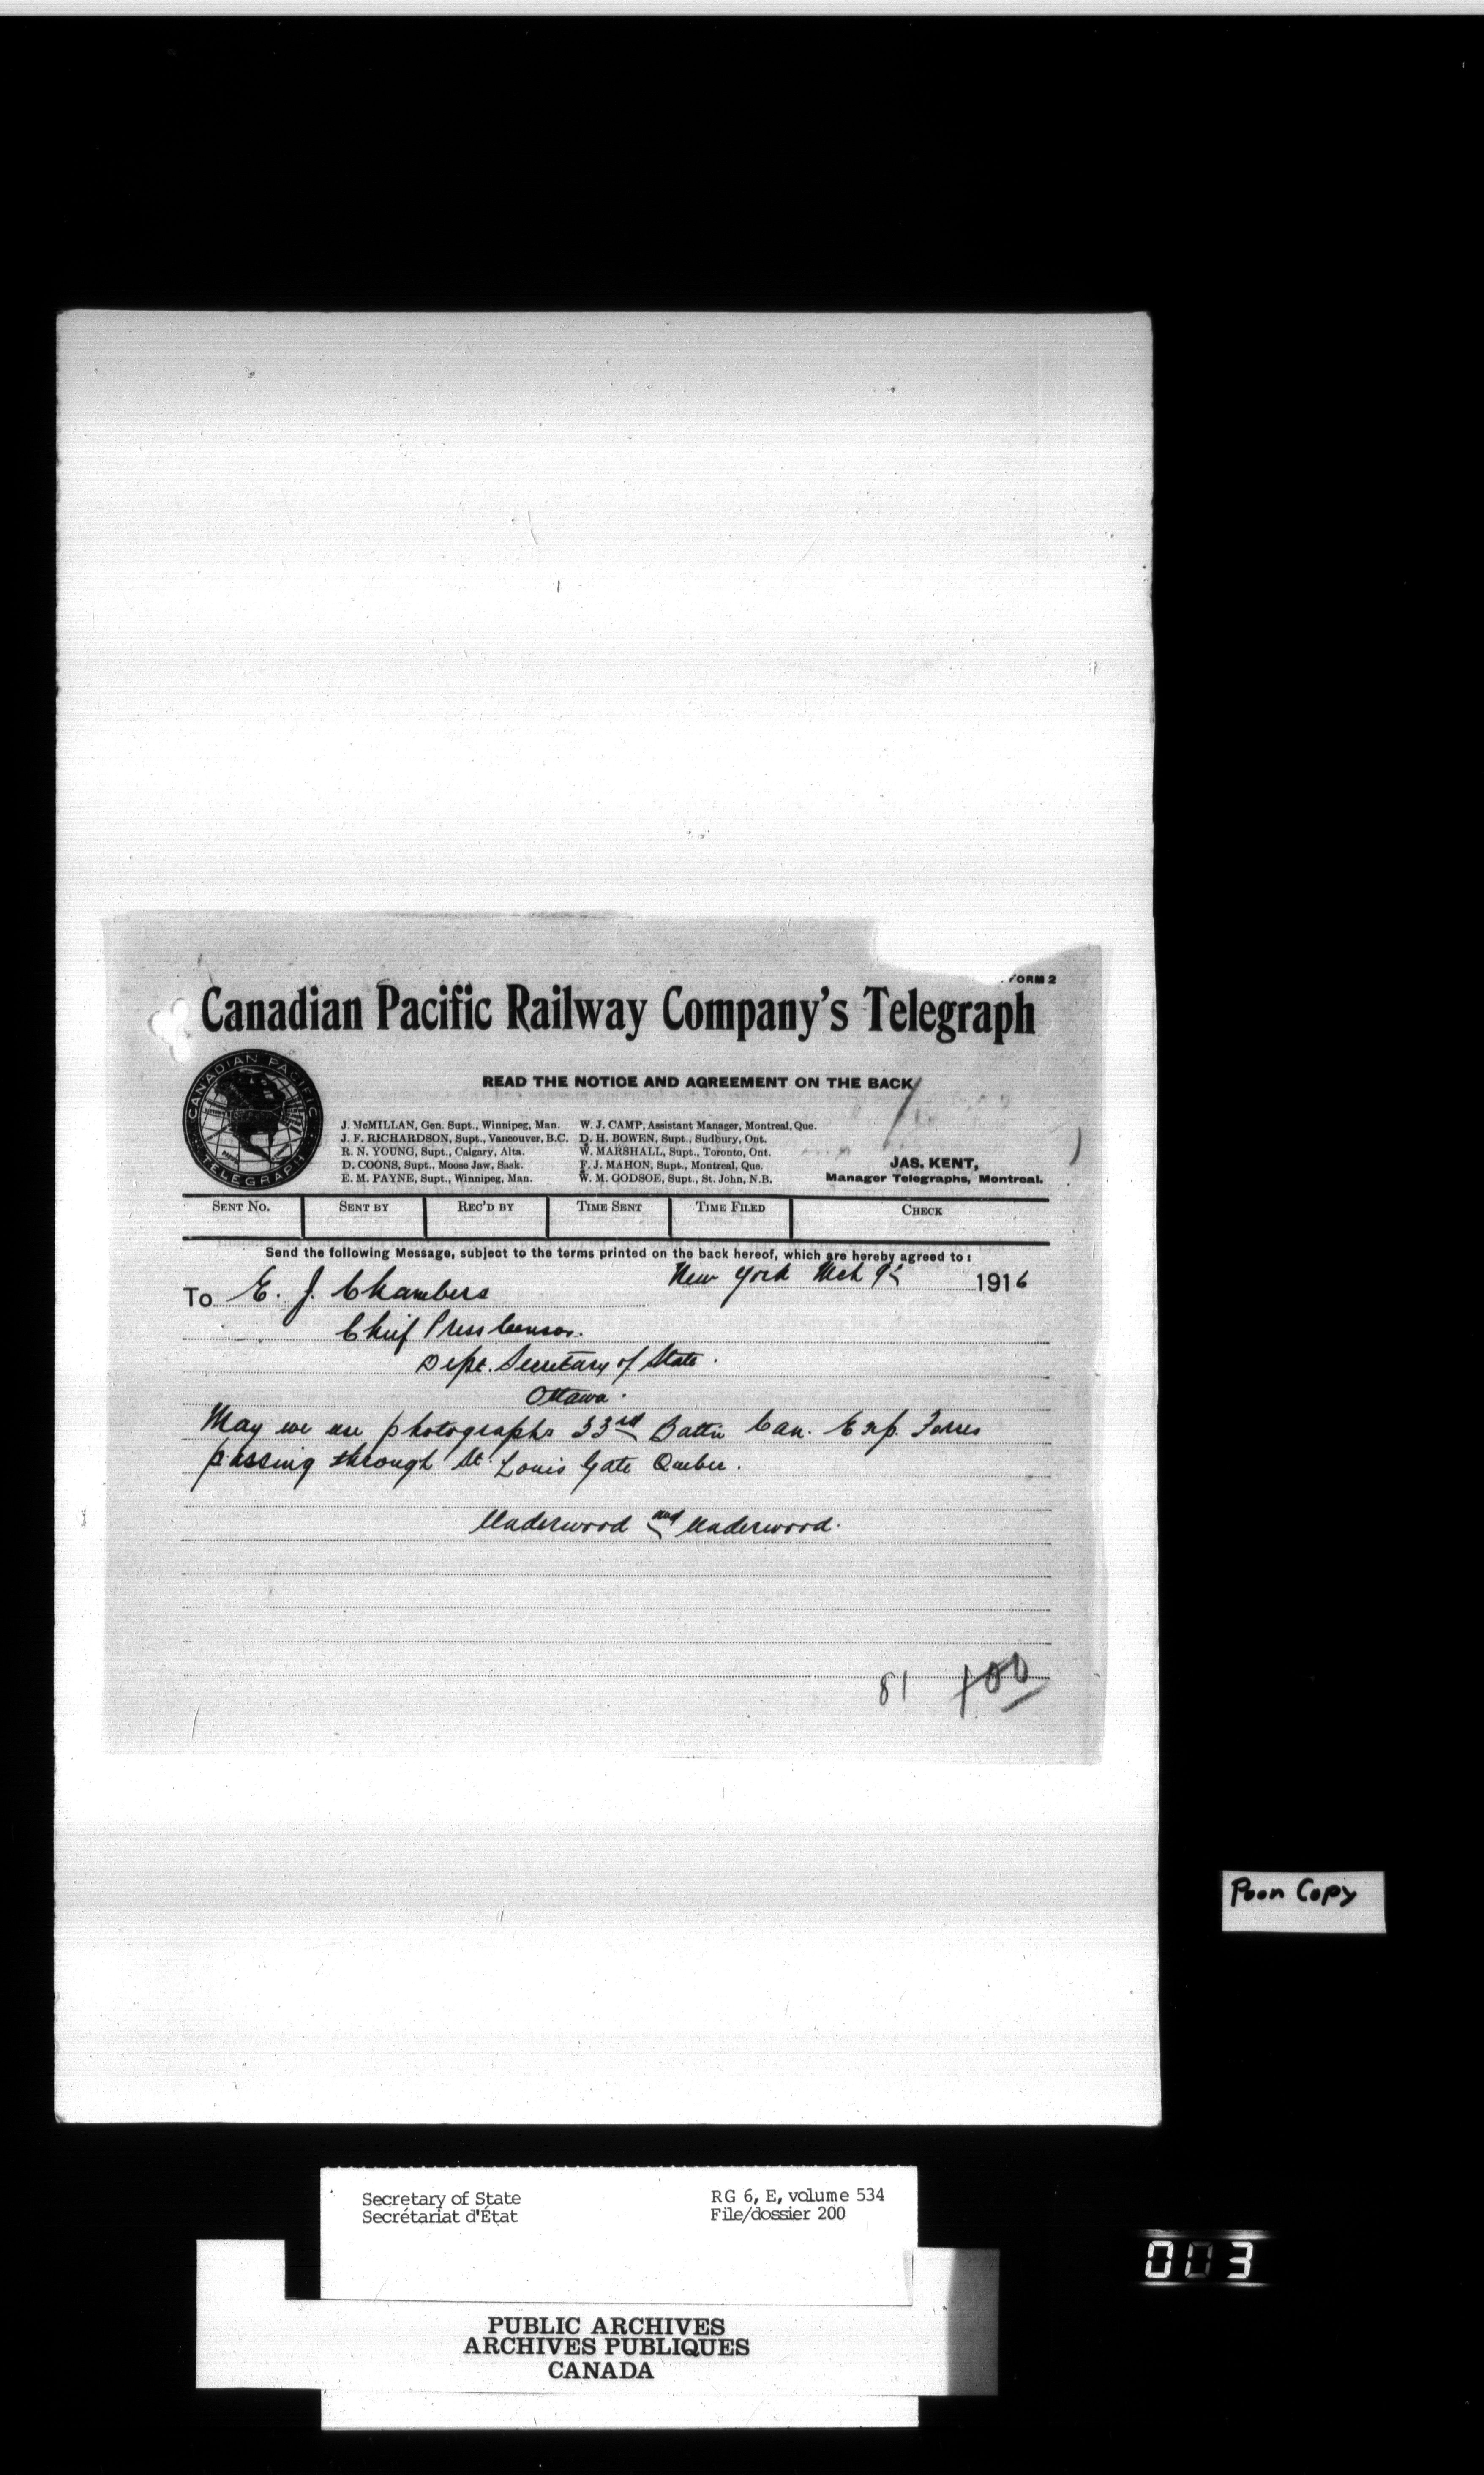 FORM 2
Canadian Pacific Railway Company's Telegraph
CANADIAN PACIFIC
TELEGRAPH
READ THE NOTICE AND AGREEMENT ON THE BACK
J. McMILLAN, Gen. Supt., Winnipeg, Man.
J. F. RICHARDSON, Supt., Vancouver, B.C.
R. N. YOUNG, Supt., Calgary, Alta.
D. COONS, Supt., Moose Jaw, Sask.
E. M. PAYNE, Supt., Winnipeg, Man.
W. J. CAMP, Assistant Manager, Montreal, Que.
D. H. BOWEN, Supt., Sudbury, Ont.
W. MARSHALL, Supt., Toronto, Ont.
F. J. MAHON, Supt., Montreal, Que.
W. M. GODSOE, Supt., St. John, N.B.
JAS. KENT,
Manager Telegraphs, Montreal.
SENT NO. SENT BY REC'D BY TIME SENT TIME FILED CHECK
Send the following Message, subject to the terms printed on the back hereof, which are hereby agreed to:
New York Mch 9 1916
To E. J. Chambers
Chief Press Censor.
Dept. Secretary of State.
Ottawa.
May we use photographs 33rd Battn Can. Exp. Forces
passing through St Louis Gate Quebec.
Underwood and Underwood.
81 1.00
Poor Copy
Secretary of State
Secrétariat d'État
RG 6, E, volume 534
File/dossier 200
003
PUBLIC ARCHIVES
ARCHIVES PUBLIQUES
CANADA